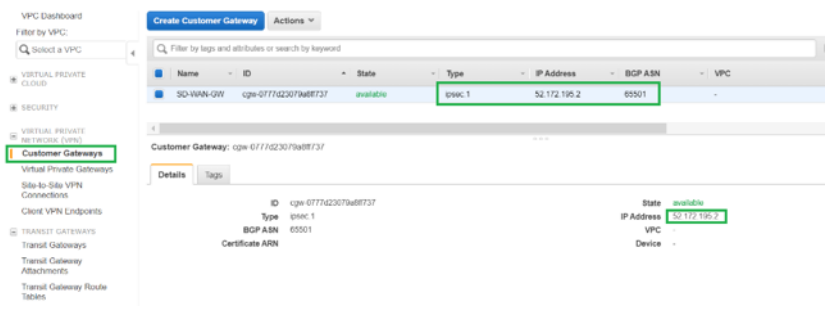 VPC Dashboard
Filter by VPC:
Select a VPC
VIRTUAL PRIVATE
CLOUD
SECURITY
VIRTUAL PRIVATE
NETWORK (VPN)
Customer Gateways
Virtual Private Gateways
Site-to-Site VPN
Connections
Client VPN Endpoints
TRANSIT GATEWAYS
Transit Gateways
Transit Gateway
Attachments
Transit Gateway Route
Tables
Create Customer Gateway Actions
Filter by tags and attributes or search by keyword
Name ID State Type IP Address BGP ASN VPC
SD-WAN-GW cgw-0777d23079a8ff737 available ipsec.1 52.172.195.2 65501 -
Customer Gateway: cgw-0777d23079a8ff737
Details Tags
ID cgw-0777d23079a8ff737 State available
Type ipsec.1 IP Address 52.172.195.2
BGP ASN 65501 VPC -
Certificate ARN Device -